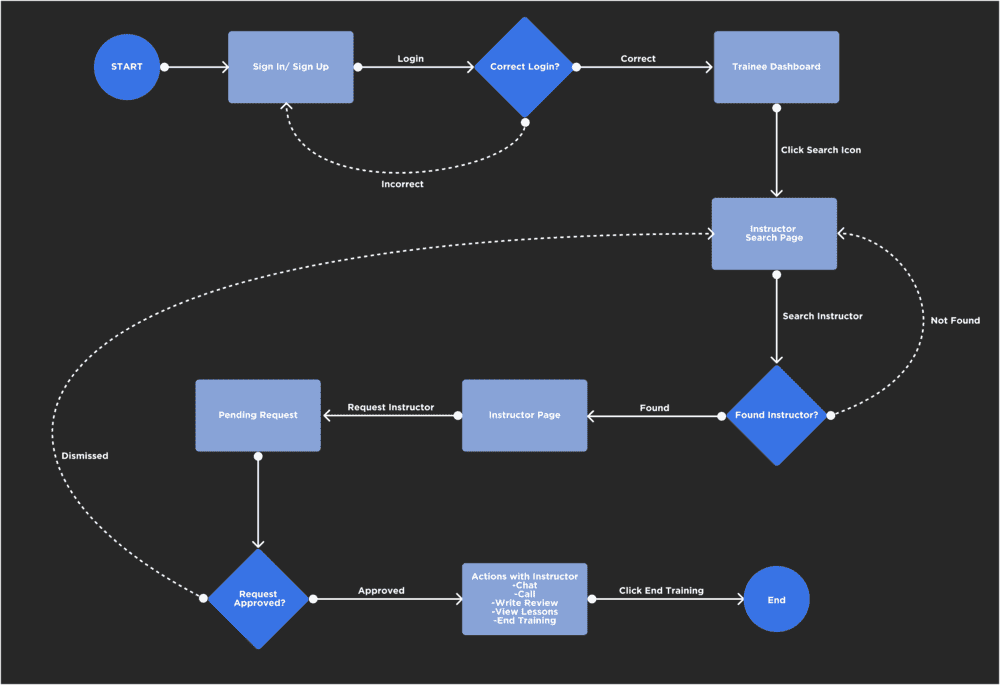 START
Sign In/ Sign Up
Login
Correct Login?
Correct
Trainee Dashboard
Incorrect
Click Search Icon
Instructor
Search Page
Search Instructor
Not Found
Found Instructor?
Found
Instructor Page
Request Instructor
Pending Request
Dismissed
Request
Approved?
Approved
Actions with Instructor
-Chat
-Call
-Write Review
-View Lessons
-End Training
Click End Training
End